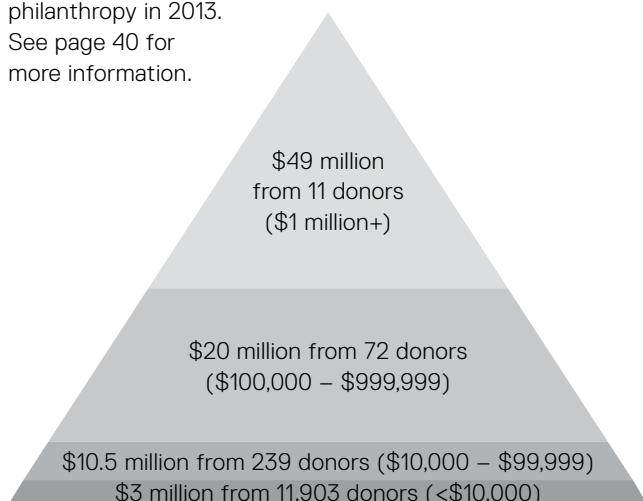 philanthropy in 2013.
See page 40 for
more information.
$49 million
from 11 donors
($1 million+)
$20 million from 72 donors
($100,000 – $999,999)
$10.5 million from 239 donors ($10,000 – $99,999)
$3 million from 11,903 donors (<$10,000)